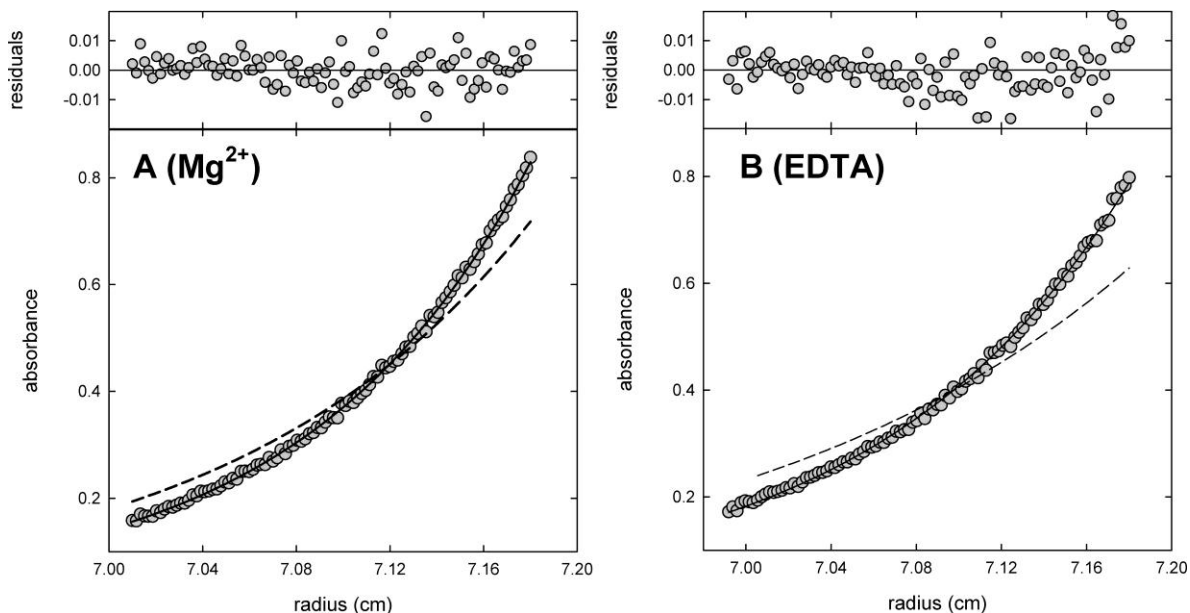 residuals
0.01
0.00
-0.01
A (Mg²⁺)
absorbance
0.8
0.6
0.4
0.2
7.00 7.04 7.08 7.12 7.16 7.20
radius (cm)
residuals
0.01
0.00
-0.01
B (EDTA)
absorbance
0.8
0.6
0.4
0.2
7.00 7.04 7.08 7.12 7.16 7.20
radius (cm)